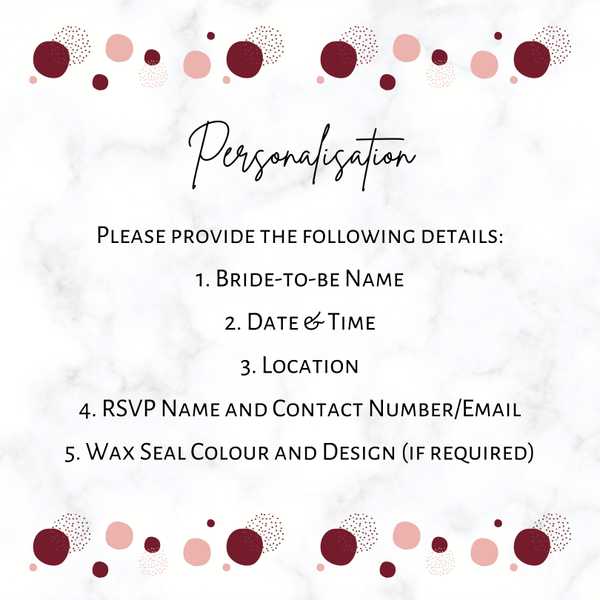 Personalisation
Please provide the following details:
1. Bride-to-be Name
2. Date & Time
3. Location
4. RSVP Name and Contact Number/Email
5. Wax Seal Colour and Design (if required)